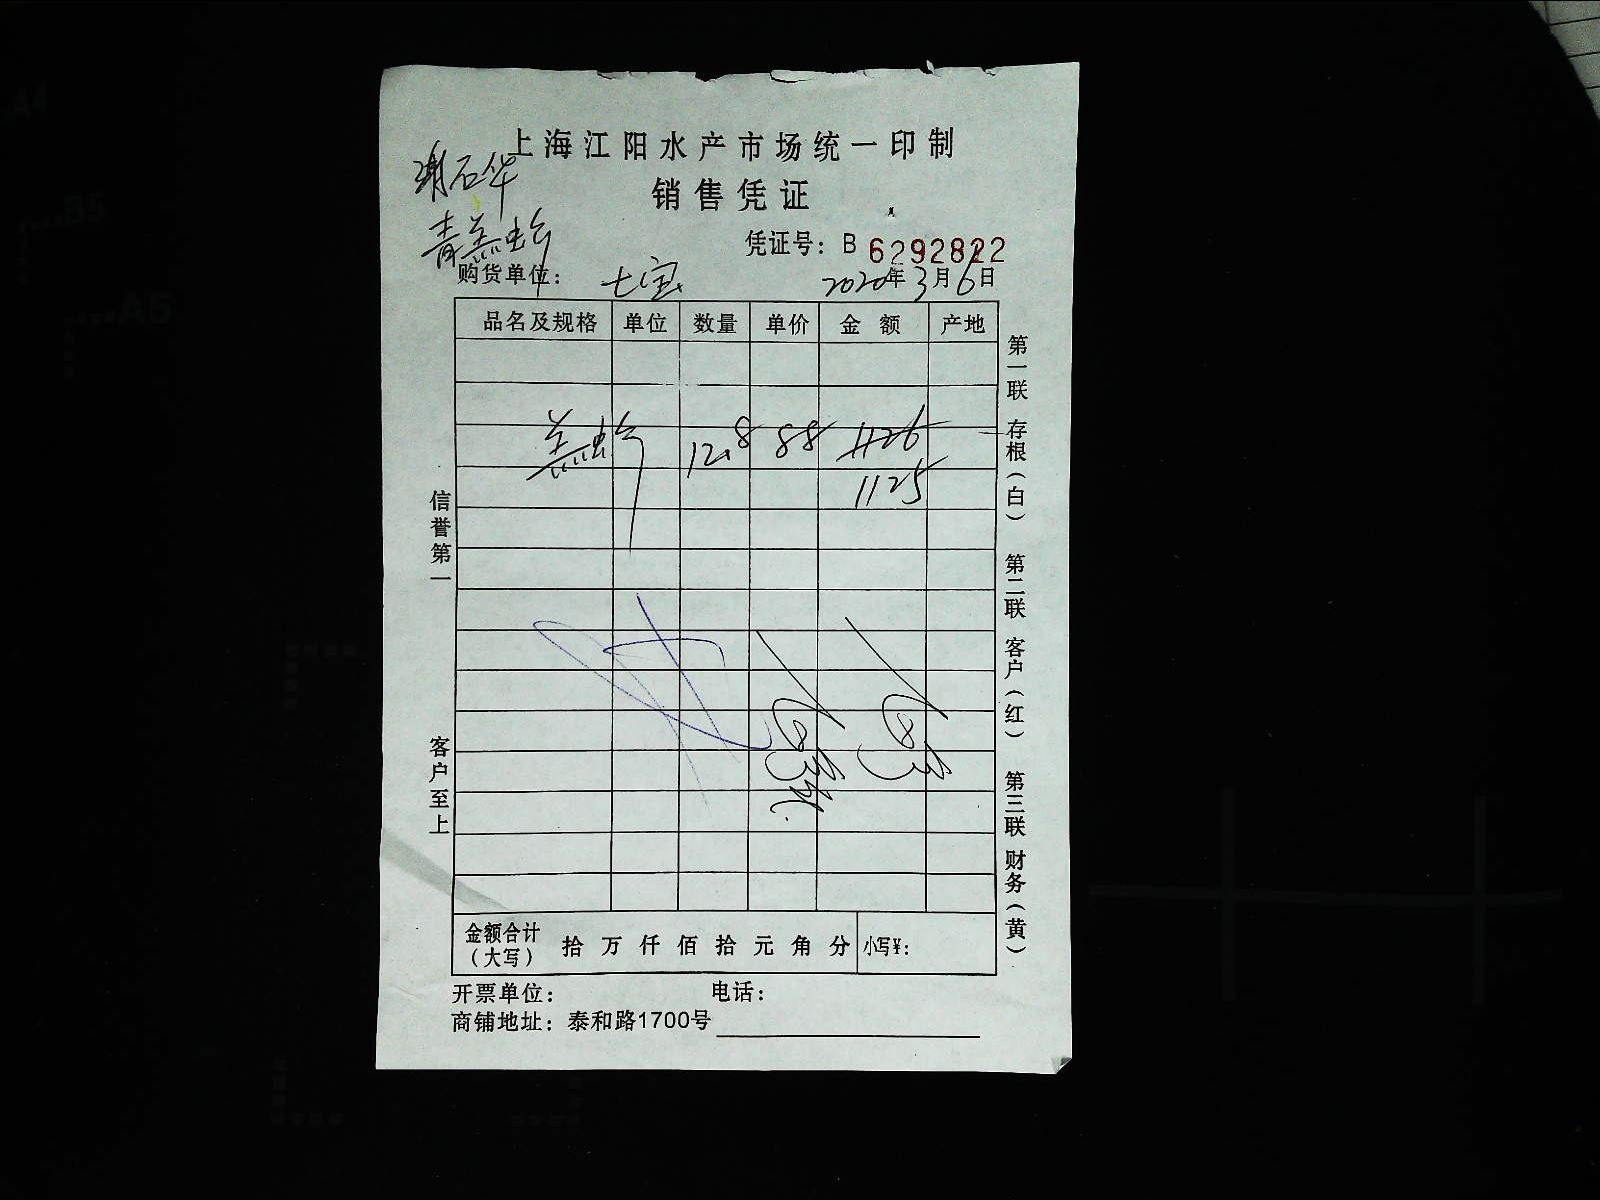 上海江阳水产市场统一印制
谢石华
销售凭证
青羔蚧
凭证号：B 6292822
购货单位：七宝 2020年3月6日
品名及规格 单位 数量 单价 金额 产地
羔蚧 12.8 88 1126
1125
金额合计（大写） 拾 万 仟 佰 拾 元 角 分 小写¥：
开票单位： 电话：
商铺地址：泰和路1700号
信誉第一 客户至上
第一联 存根（白） 第二联 客户（红） 第三联 财务（黄）